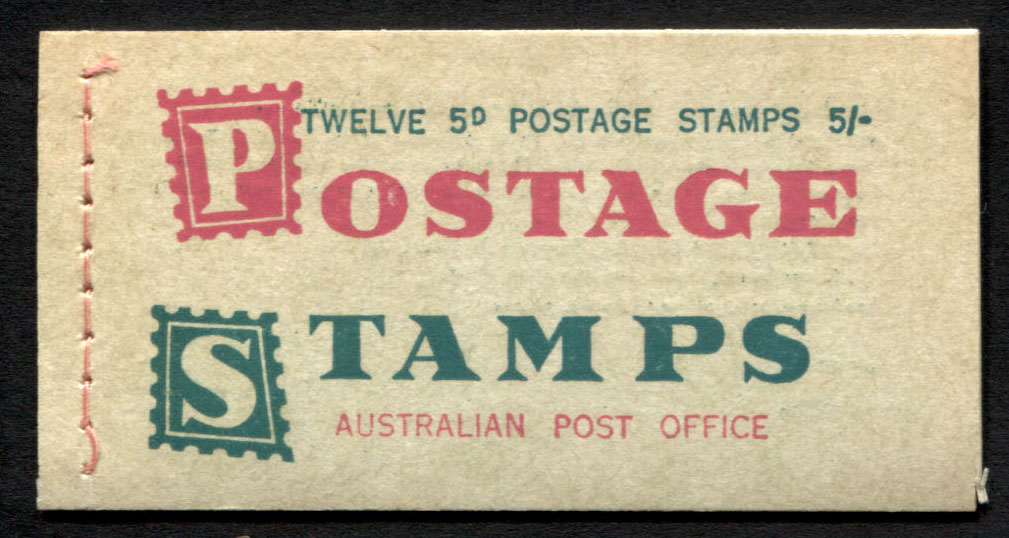 TWELVE 5D POSTAGE STAMPS 5/-
POSTAGE
STAMPS
AUSTRALIAN POST OFFICE